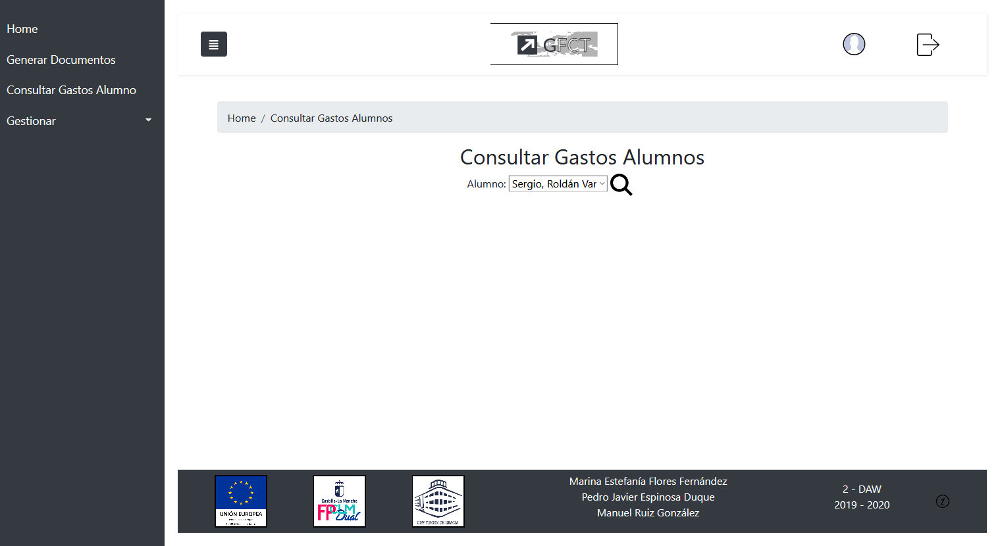 Home
Generar Documentos
Consultar Gastos Alumno
Gestionar
GFCT
Home / Consultar Gastos Alumnos
Consultar Gastos Alumnos
Alumno: Sergio, Roldán Var
UNIÓN EUROPEA
Castilla-La Mancha
FPCLM
Dual
CIFP VIRGEN DE GRACIA
Marina Estefanía Flores Fernández
Pedro Javier Espinosa Duque
Manuel Ruiz González
2 - DAW
2019 - 2020
i